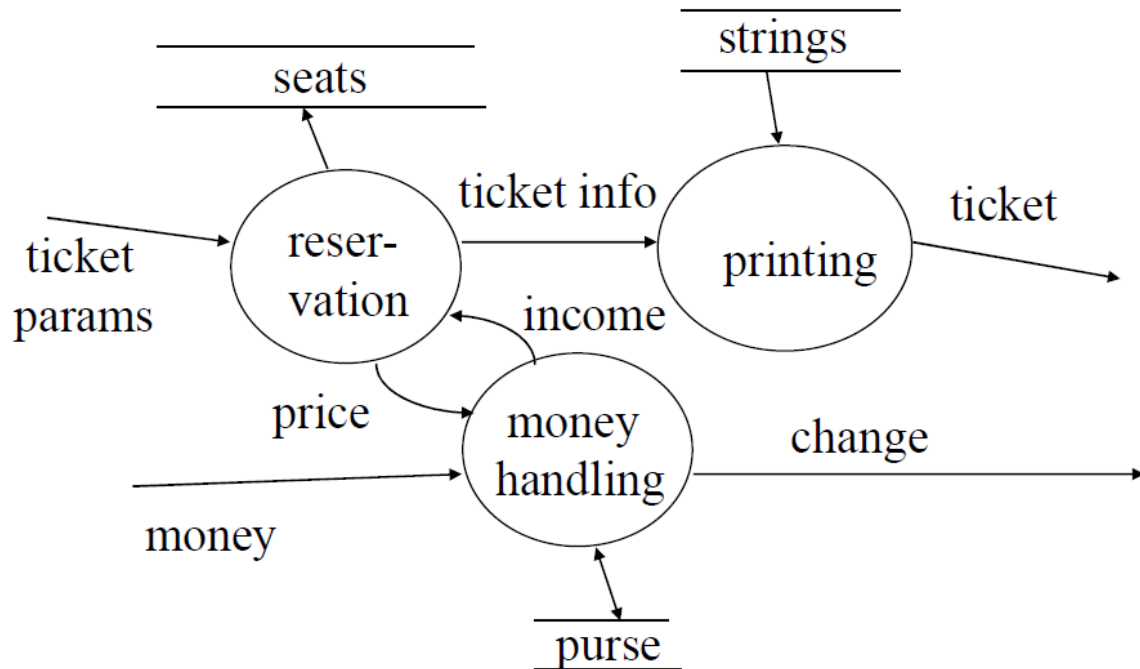 strings
seats
ticket info
ticket
reser-
vation
printing
ticket
params
income
price
money
handling
change
money
purse